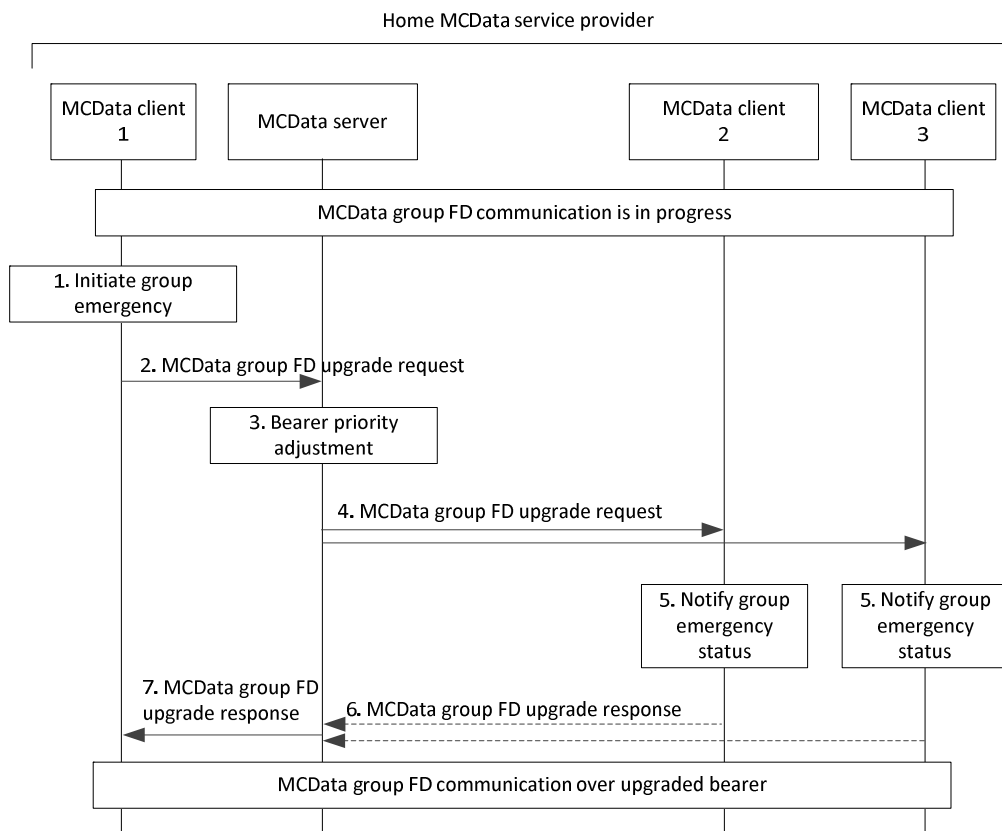 Home MCData service provider
MCData client
1
MCData server
MCData client
2
MCData client
3
MCData group FD communication is in progress
1. Initiate group
emergency
2. MCData group FD upgrade request
3. Bearer priority
adjustment
4. MCData group FD upgrade request
5. Notify group
emergency
status
5. Notify group
emergency
status
7. MCData group FD
upgrade response
6. MCData group FD upgrade response
MCData group FD communication over upgraded bearer